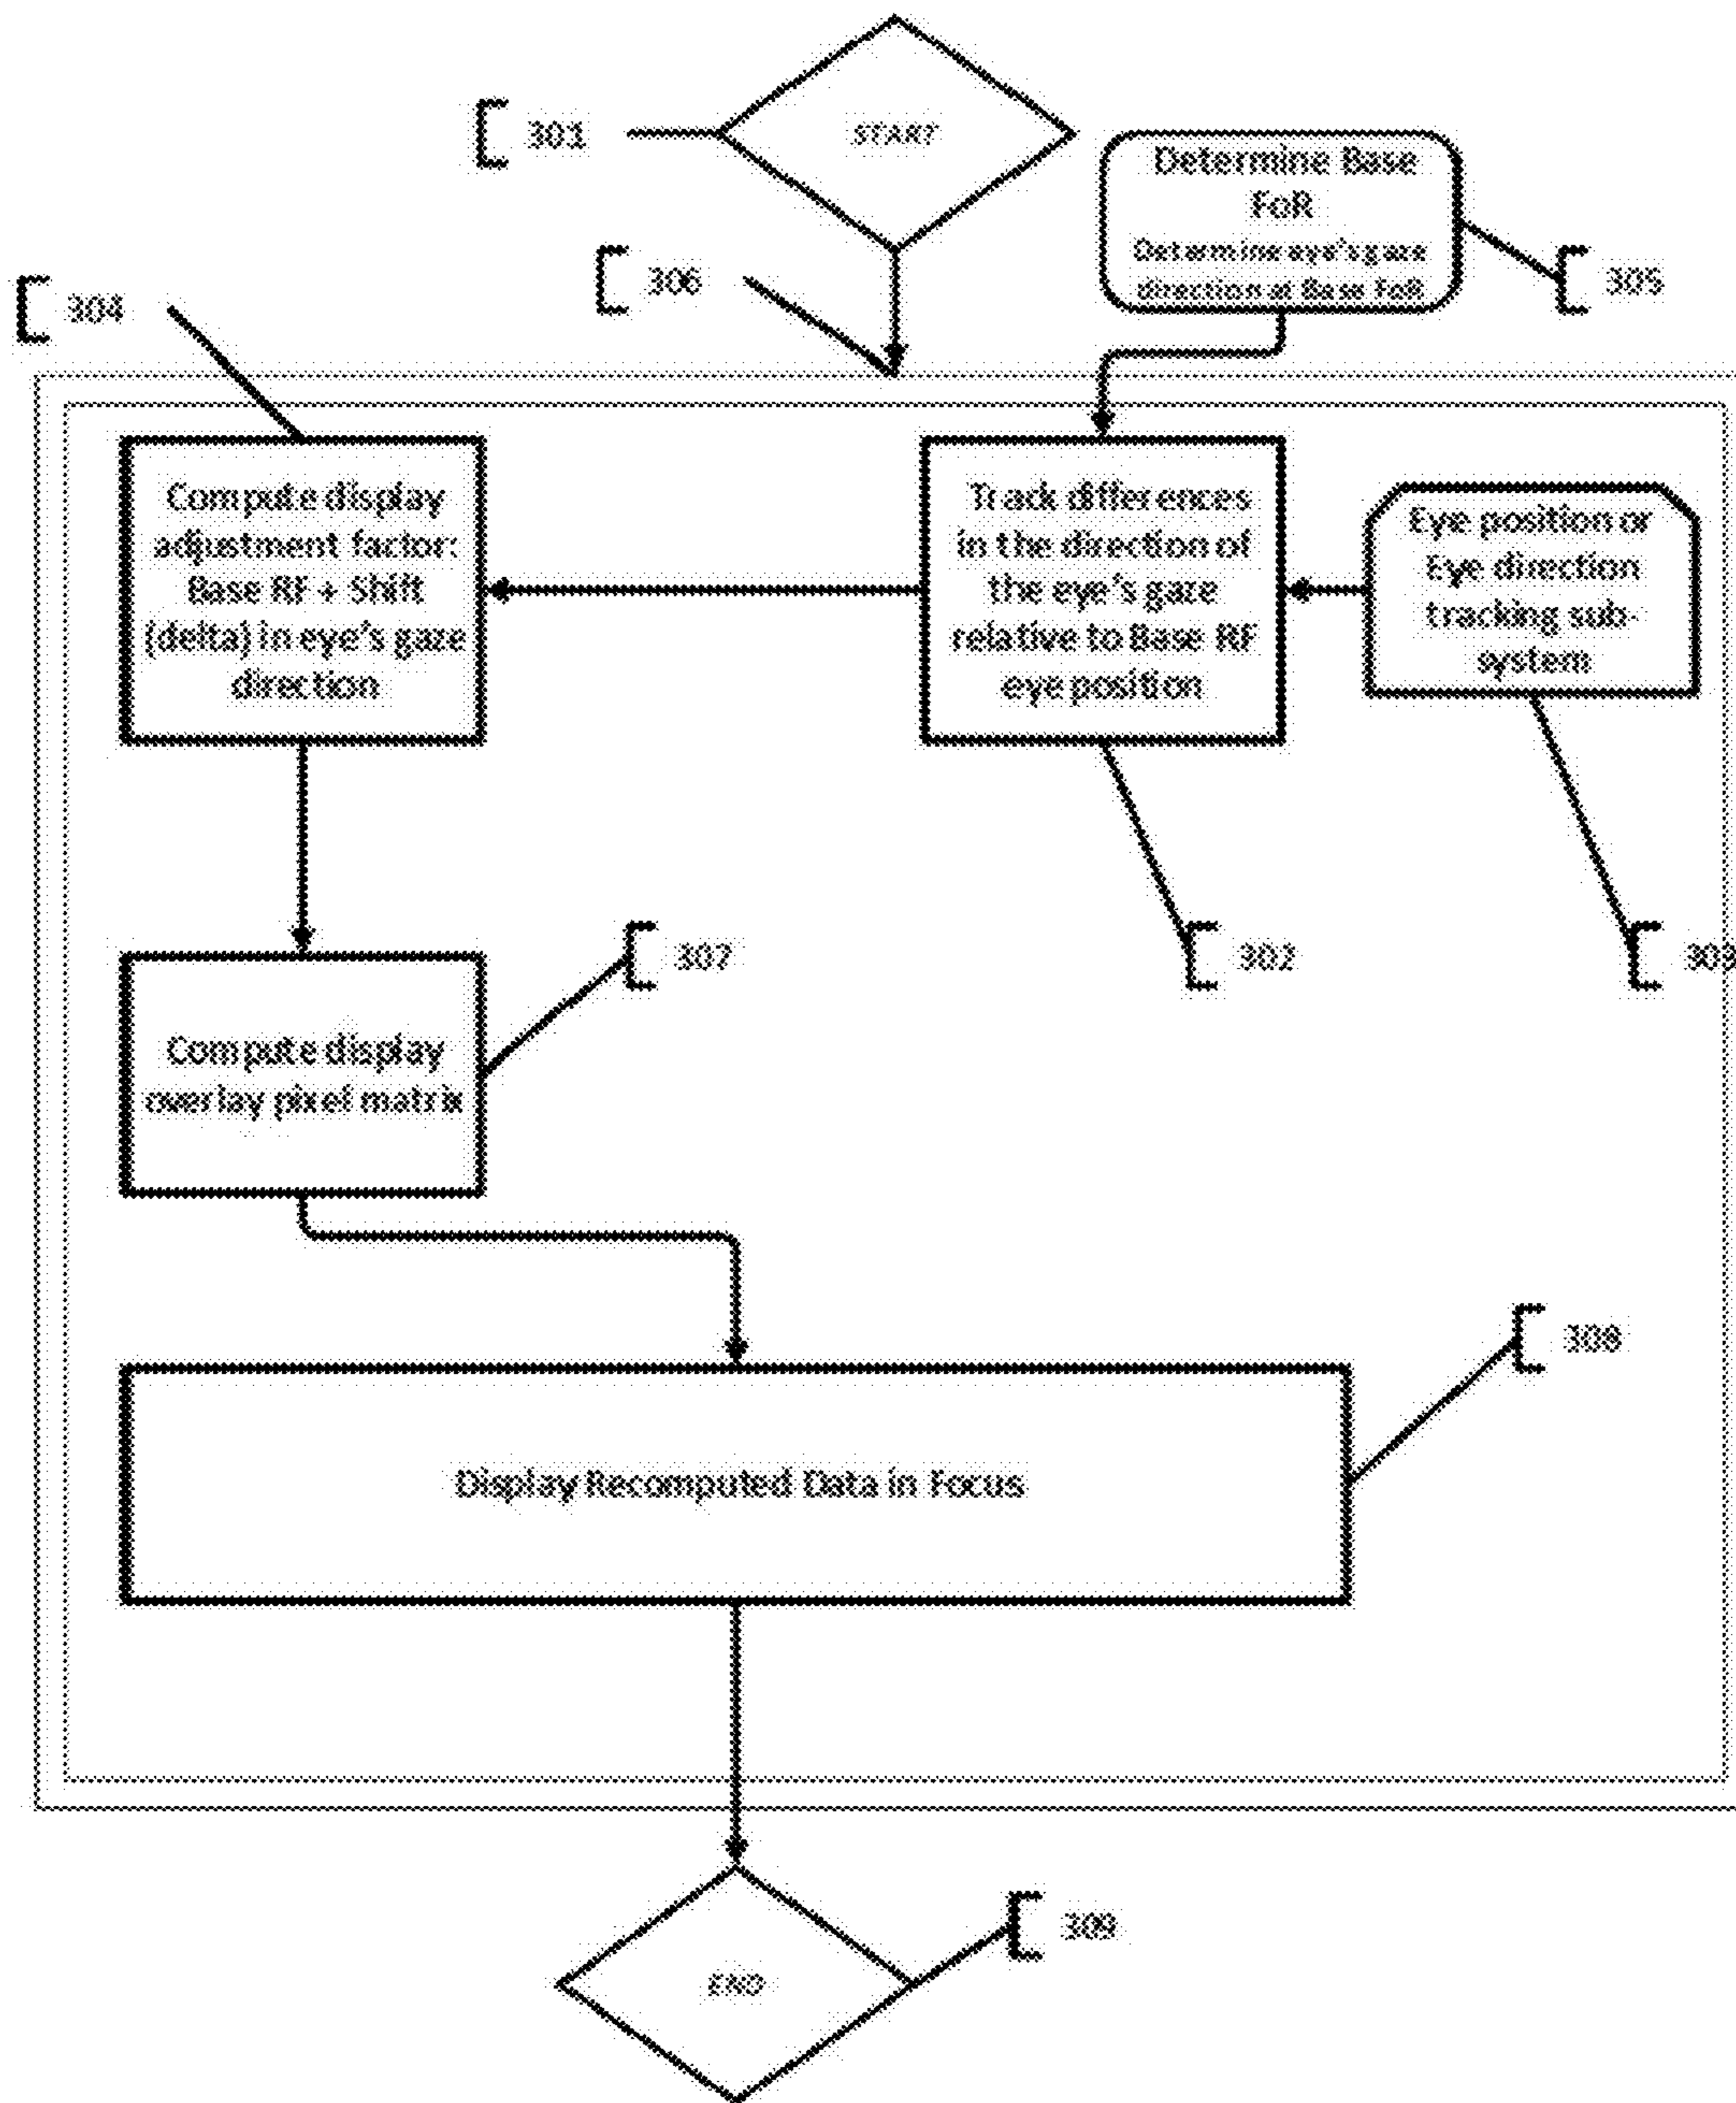 301
START
Determine Base
FoR
Determine eye's gaze
direction at Base FoR
305
306
304
Compute display
adjustment factor:
Base RF + Shift
(delta) in eye's gaze
direction
Track differences
in the direction of
the eye's gaze
relative to Base RF
eye position
Eye position or
Eye direction
tracking sub-
system
307
302
303
Compute display
overlay pixel matrix
308
Display Recomputed Data in Focus
309
END